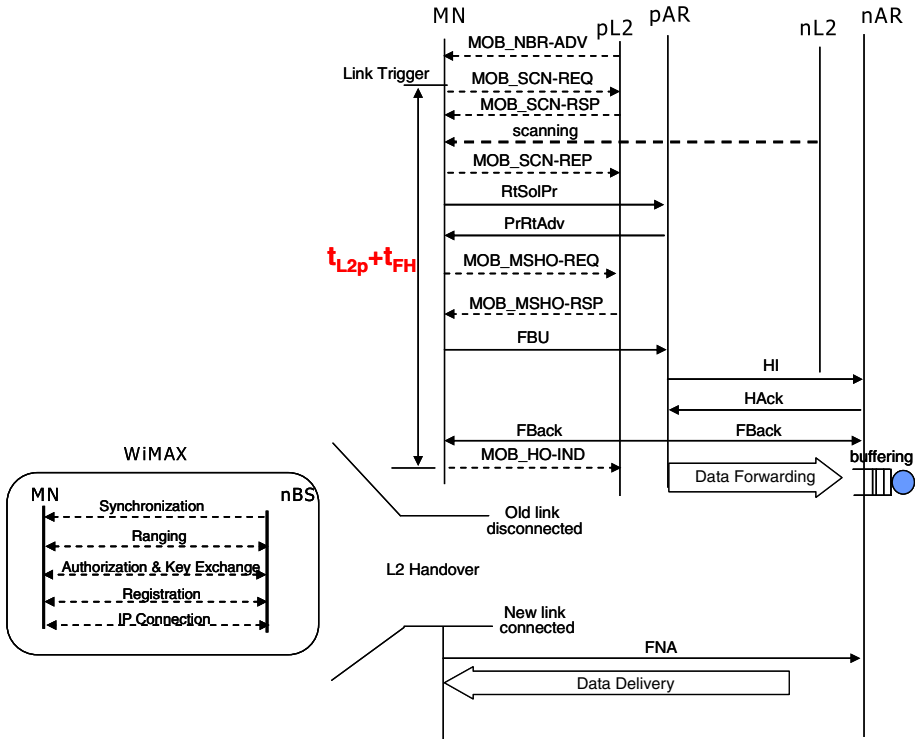 MN
pL2
pAR
nL2
nAR
MOB_NBR-ADV
Link Trigger
MOB_SCN-REQ
MOB_SCN-RSP
scanning
MOB_SCN-REP
RtSolPr
PrRtAdv
tL2p+tFH
MOB_MSHO-REQ
MOB_MSHO-RSP
FBU
HI
HAck
FBack
FBack
MOB_HO-IND
Data Forwarding
buffering
WiMAX
MN
nBS
Synchronization
Ranging
Authorization & Key Exchange
Registration
IP Connection
Old link
disconnected
L2 Handover
New link
connected
FNA
Data Delivery